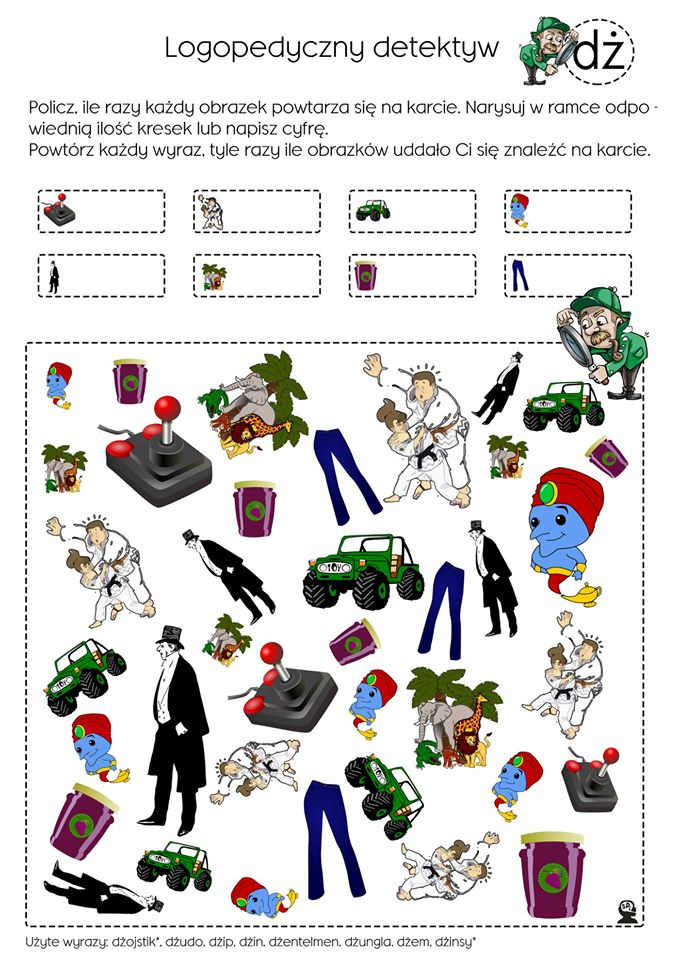 Logopedyczny detektyw
dż
Policz, ile razy każdy obrazek powtarza się na karcie. Narysuj w ramce odpo -
wiednią ilość kresek lub napisz cyfrę.
Powtórz każdy wyraz, tyle razy ile obrazków uddało Ci się znaleźć na karcie.
Użyte wyrazy: dżojstik*, dżudo, dżip, dżin, dżentelmen, dżungla, dżem, dżinsy*